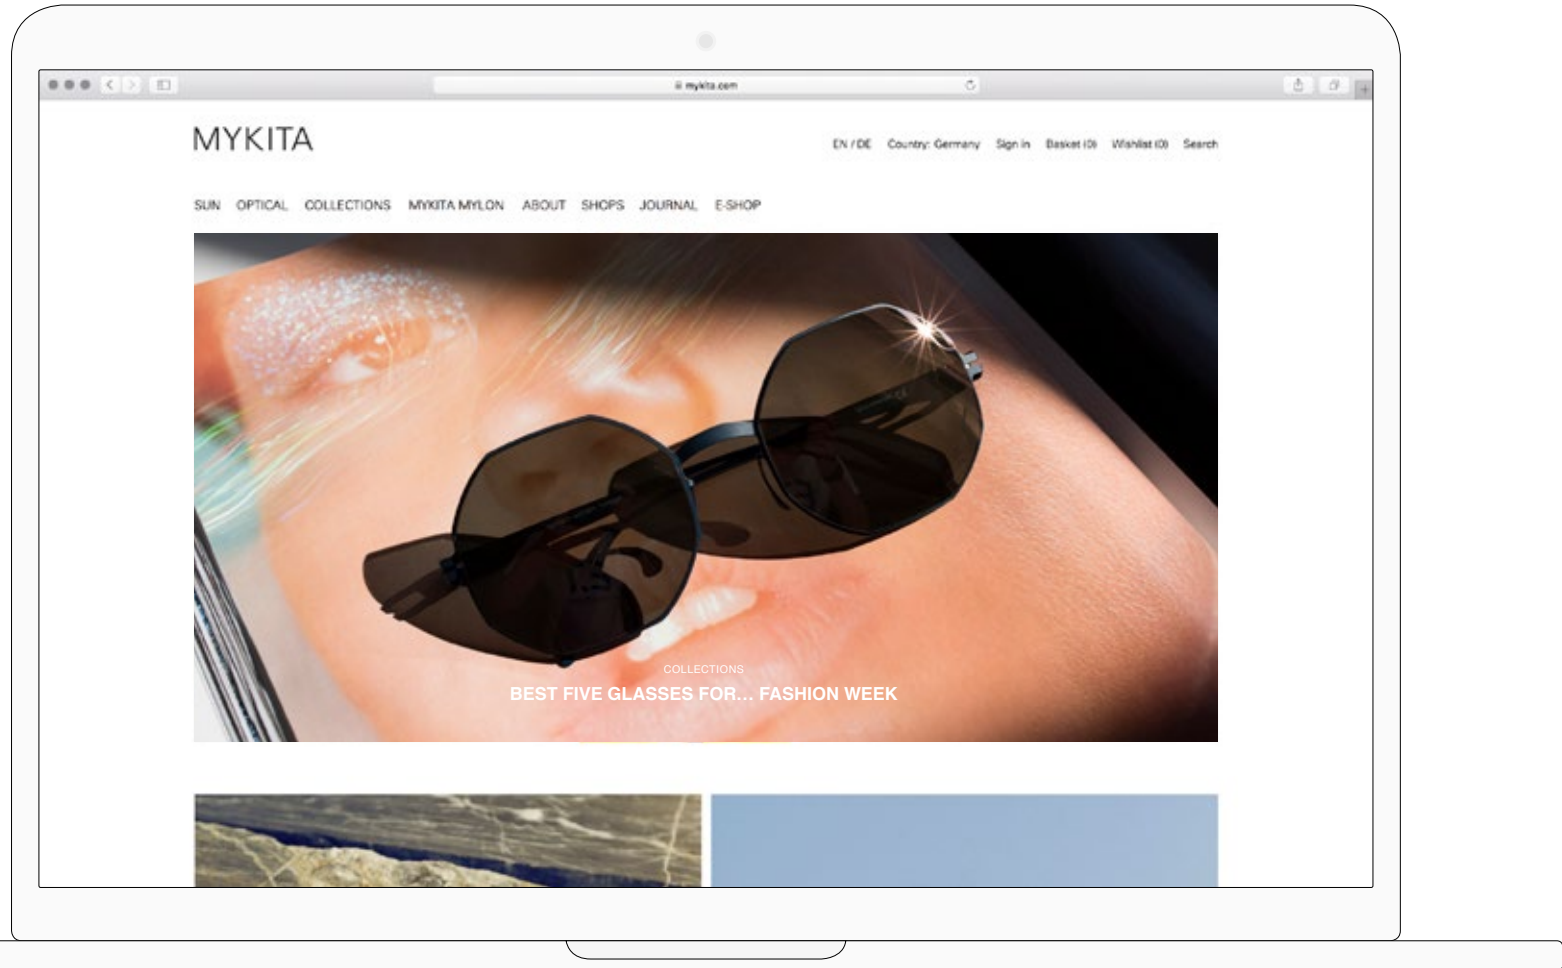 mykita.com
MYKITA
EN / DE Country: Germany Sign in Basket (0) Wishlist (0) Search
SUN OPTICAL COLLECTIONS MYKITA MYLON ABOUT SHOPS JOURNAL E-SHOP
COLLECTIONS
BEST FIVE GLASSES FOR... FASHION WEEK